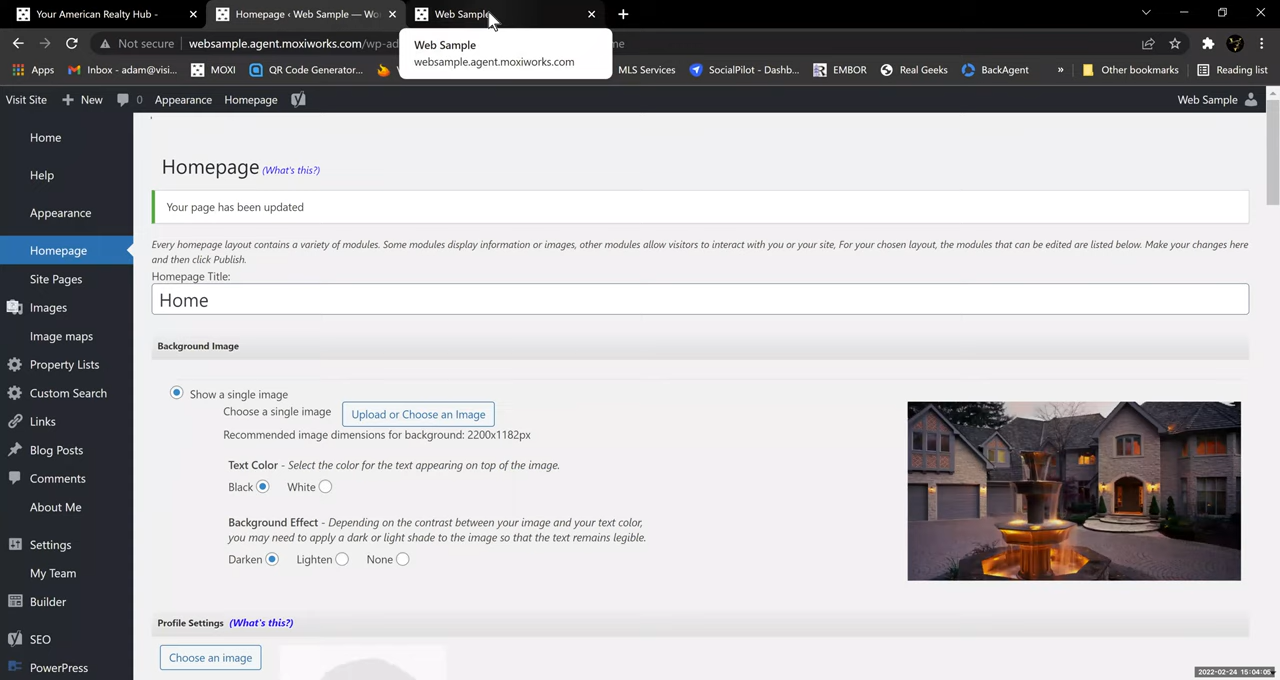 Your American Realty Hub -
Homepage ‹ Web Sample — Wo
Web Sample
Not secure websample.agent.moxiworks.com/wp-ad
me
Web Sample
websample.agent.moxiworks.com
Apps Inbox - adam@visi... MOXI QR Code Generator... MLS Services SocialPilot - Dashb... EMBOR Real Geeks BackAgent » Other bookmarks Reading list
Visit Site + New 0 Appearance Homepage Web Sample
Home
Help
Appearance
Homepage
Site Pages
Images
Image maps
Property Lists
Custom Search
Links
Blog Posts
Comments
About Me
Settings
My Team
Builder
SEO
PowerPress
Homepage (What's this?)
Your page has been updated
Every homepage layout contains a variety of modules. Some modules display information or images, other modules allow visitors to interact with you or your site, For your chosen layout, the modules that can be edited are listed below. Make your changes here
and then click Publish.
Homepage Title:
Home
Background Image
Show a single image
Choose a single image Upload or Choose an Image
Recommended image dimensions for background: 2200x1182px
Text Color - Select the color for the text appearing on top of the image.
Black White
Background Effect - Depending on the contrast between your image and your text color,
you may need to apply a dark or light shade to the image so that the text remains legible.
Darken Lighten None
Profile Settings (What's this?)
Choose an image
2022-02-24 15:04:05